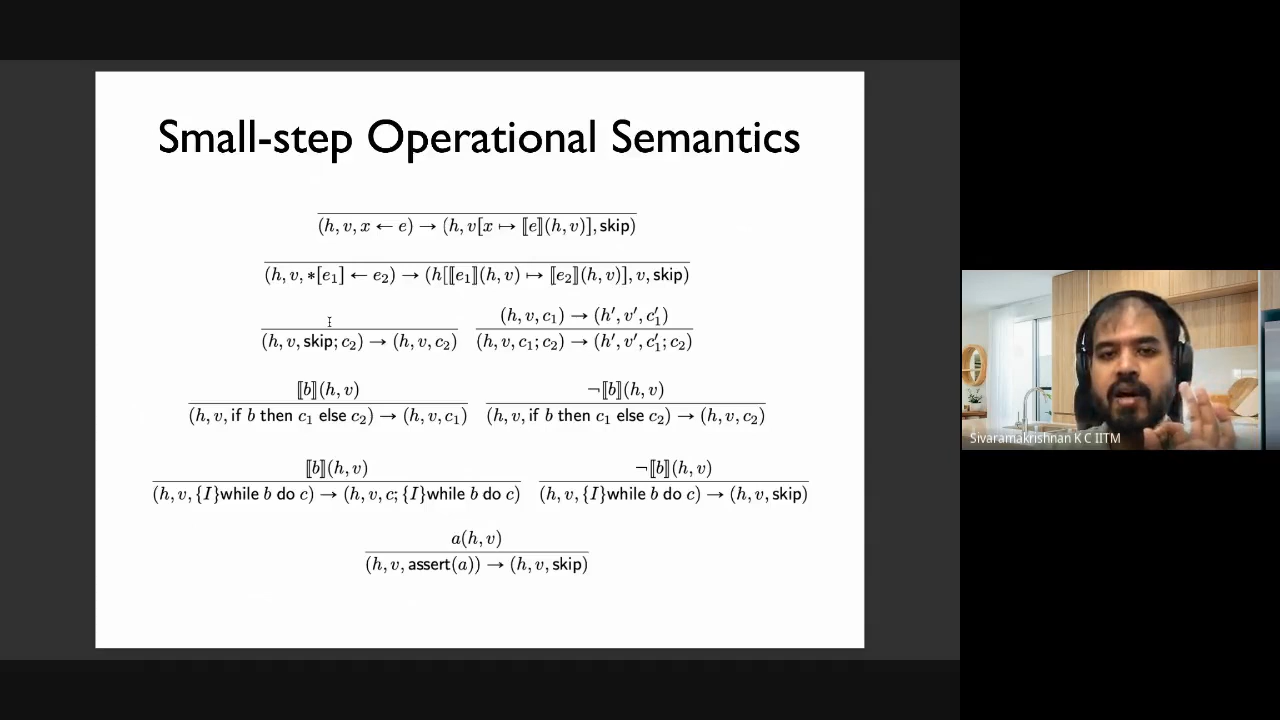 Small-step Operational Semantics
(h, v, x ← e) → (h, v[x ↦ ⟦e⟧(h, v)], skip)
(h, v, *[e₁] ← e₂) → (h[⟦e₁⟧(h, v) ↦ ⟦e₂⟧(h, v)], v, skip)
(h, v, c₁) → (h′, v′, c₁′)
(h, v, skip; c₂) → (h, v, c₂) (h, v, c₁; c₂) → (h′, v′, c₁′; c₂)
⟦b⟧(h, v) ¬⟦b⟧(h, v)
(h, v, if b then c₁ else c₂) → (h, v, c₁) (h, v, if b then c₁ else c₂) → (h, v, c₂)
⟦b⟧(h, v) ¬⟦b⟧(h, v)
(h, v, {I}while b do c) → (h, v, c; {I}while b do c) (h, v, {I}while b do c) → (h, v, skip)
a(h, v)
(h, v, assert(a)) → (h, v, skip)
Sivaramakrishnan K C IITM